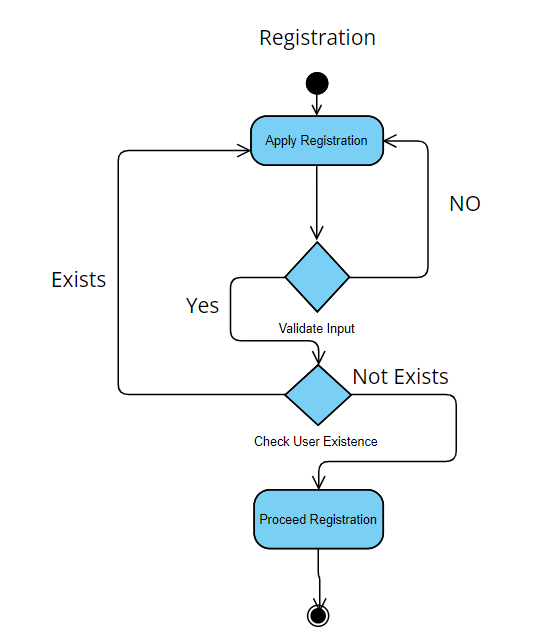 Registration
Apply Registration
NO
Exists
Yes
Validate Input
Not Exists
Check User Existence
Proceed Registration